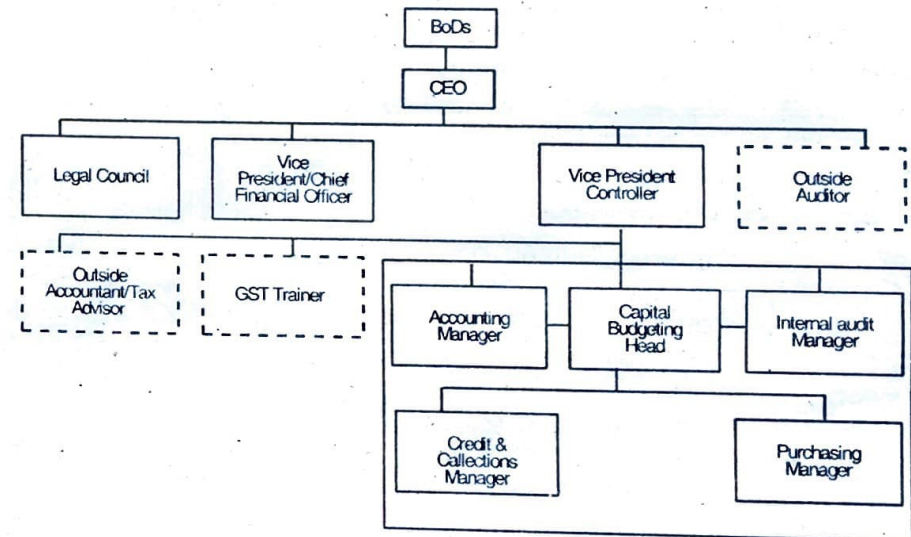 BoDs
CEO
Legal Council
Vice
President/Chief
Financial Officer
Vice President
Controller
Outside
Auditor
Outside
Accountant/Tax
Advisor
GST Trainer
Accounting
Manager
Capital
Budgeting
Head
Internal audit
Manager
Credit &
Callections
Manager
Purchasing
Manager